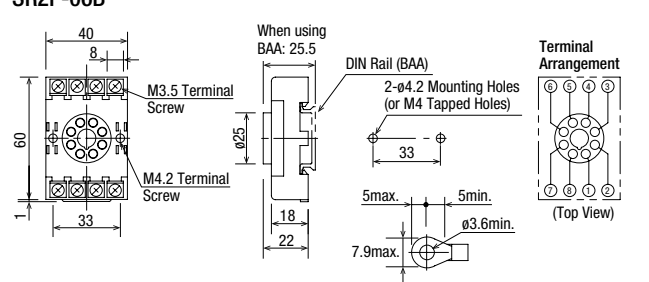 40
8
M3.5 Terminal
Screw
60
M4.2 Terminal
Screw
1
33
When using
BAA: 25.5
DIN Rail (BAA)
ø25
18
22
2-ø4.2 Mounting Holes
(or M4 Tapped Holes)
33
5max.
5min.
ø3.6min.
7.9max.
Terminal
Arrangement
6 5 4 3
7 8 1 2
(Top View)